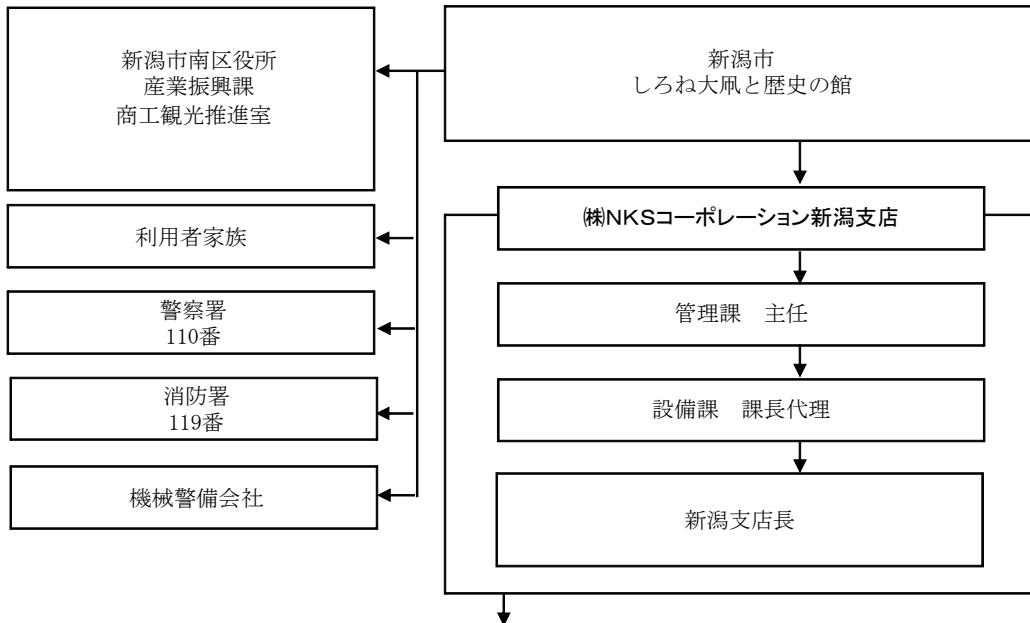 新潟市南区役所
産業振興課
商工観光推進室
新潟市
しろね大凧と歴史の館
㈱NKSコーポレーション新潟支店
利用者家族
管理課　主任
警察署
110番
消防署
119番
設備課　課長代理
機械警備会社
新潟支店長